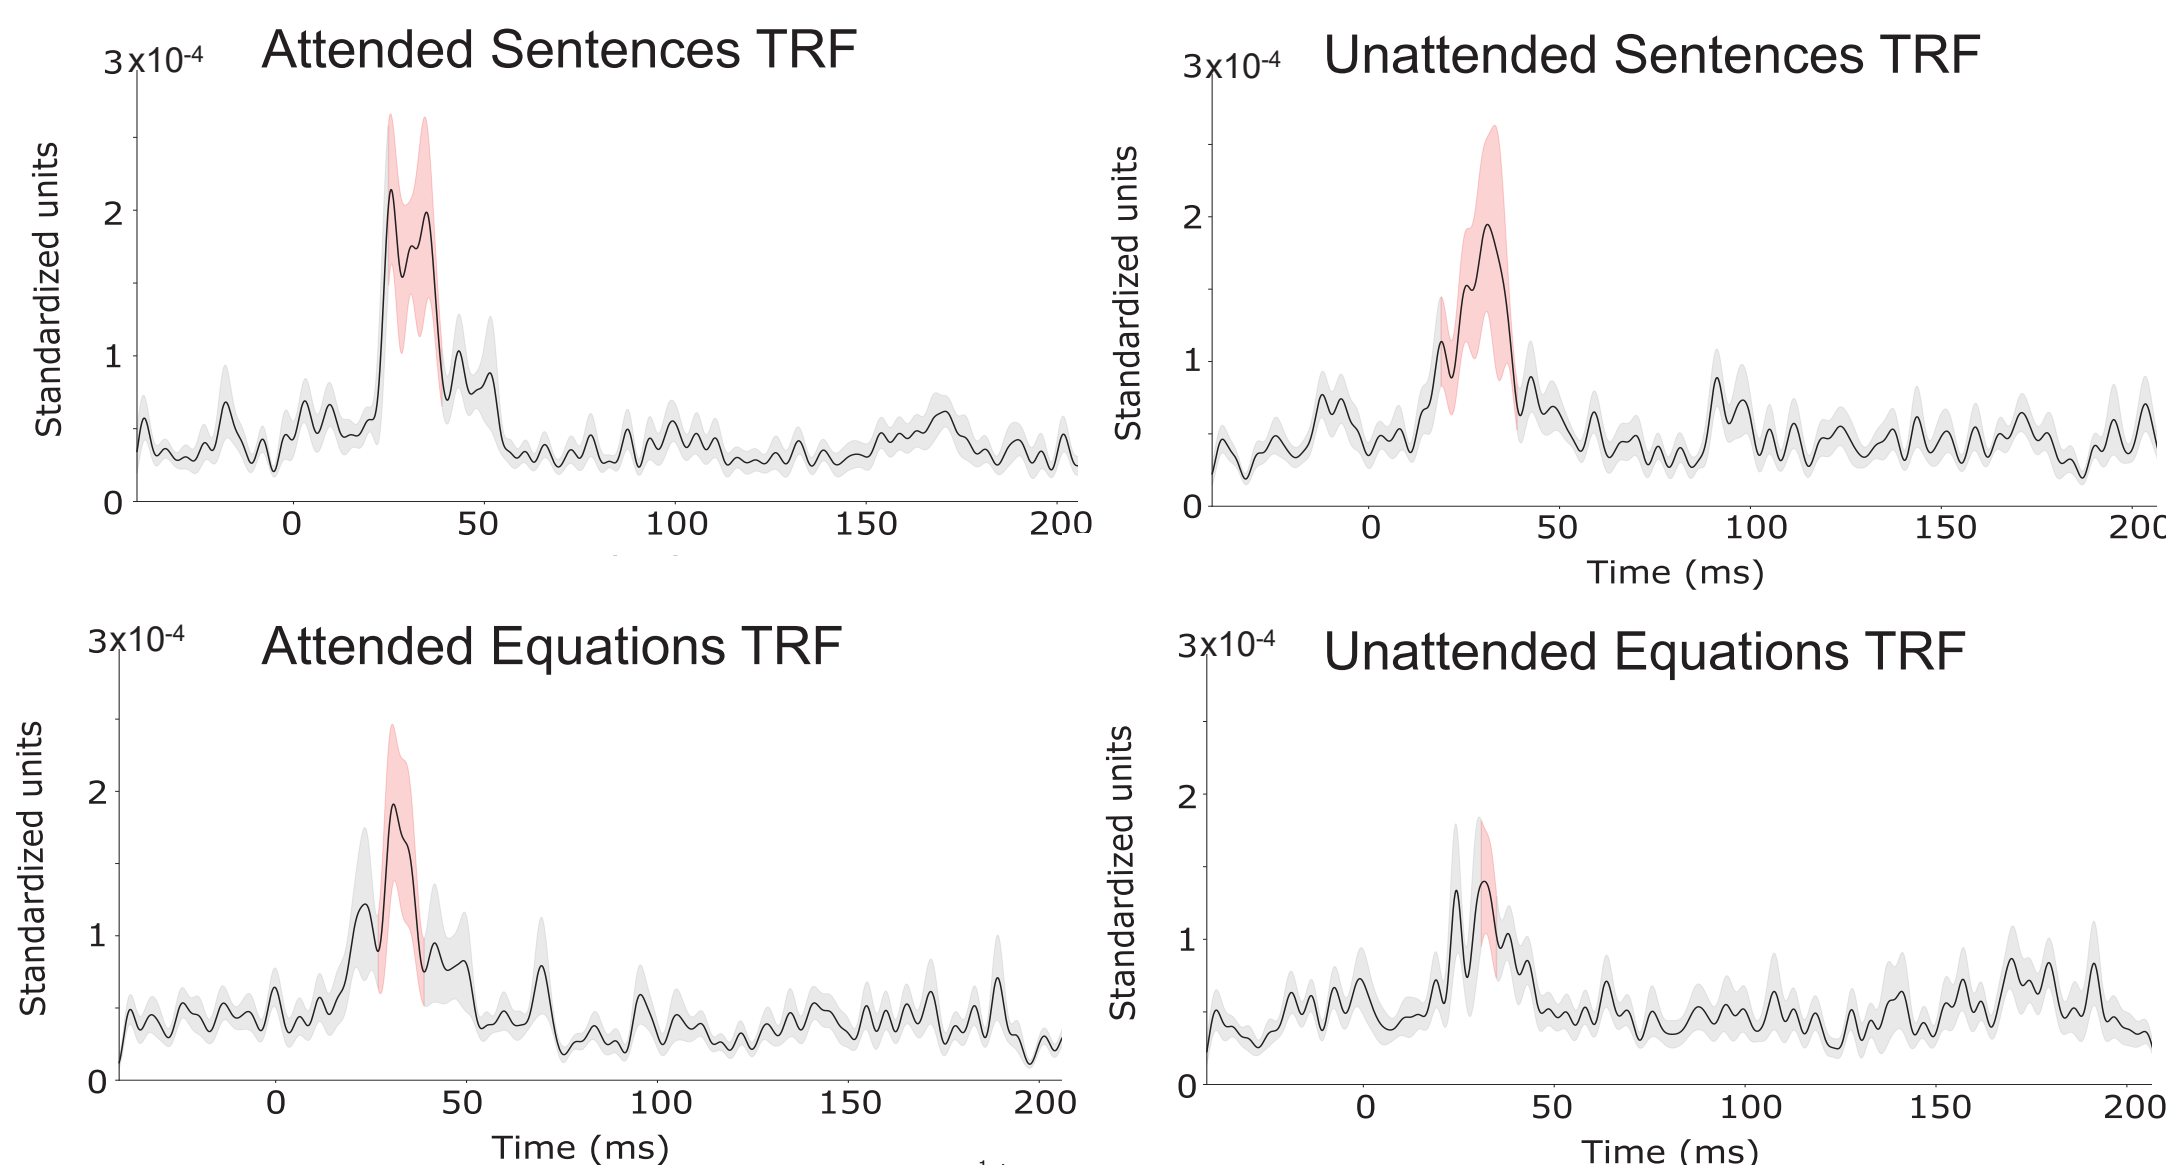 Attended Sentences TRF
3x10-4
Standardized units
2
1
0
0 50 100 150 200
Unattended Sentences TRF
3x10-4
Standardized units
2
1
0
0 50 100 150 200
Time (ms)
Attended Equations TRF
3x10-4
Standardized units
2
1
0
0 50 100 150 200
Time (ms)
Unattended Equations TRF
3x10-4
Standardized units
2
1
0
0 50 100 150 200
Time (ms)